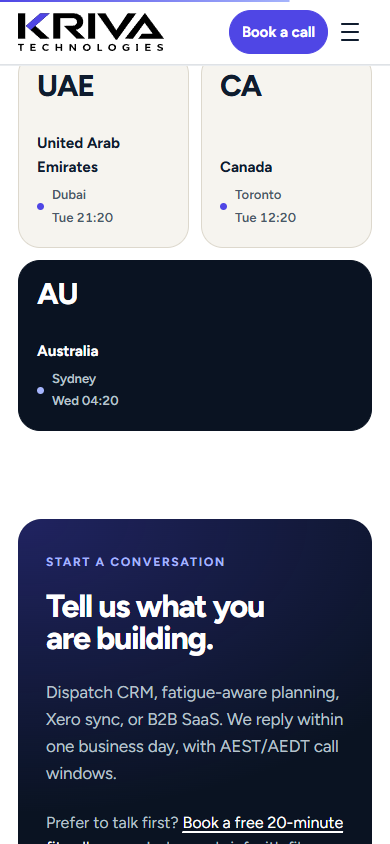 KRIVA
TECHNOLOGIES
Book a call
UAE
United Arab
Emirates
Dubai
Tue 21:20
CA
Canada
Toronto
Tue 12:20
AU
Australia
Sydney
Wed 04:20
START A CONVERSATION
Tell us what you
are building.
Dispatch CRM, fatigue-aware planning,
Xero sync, or B2B SaaS. We reply within
one business day, with AEST/AEDT call
windows.
Prefer to talk first? Book a free 20-minute